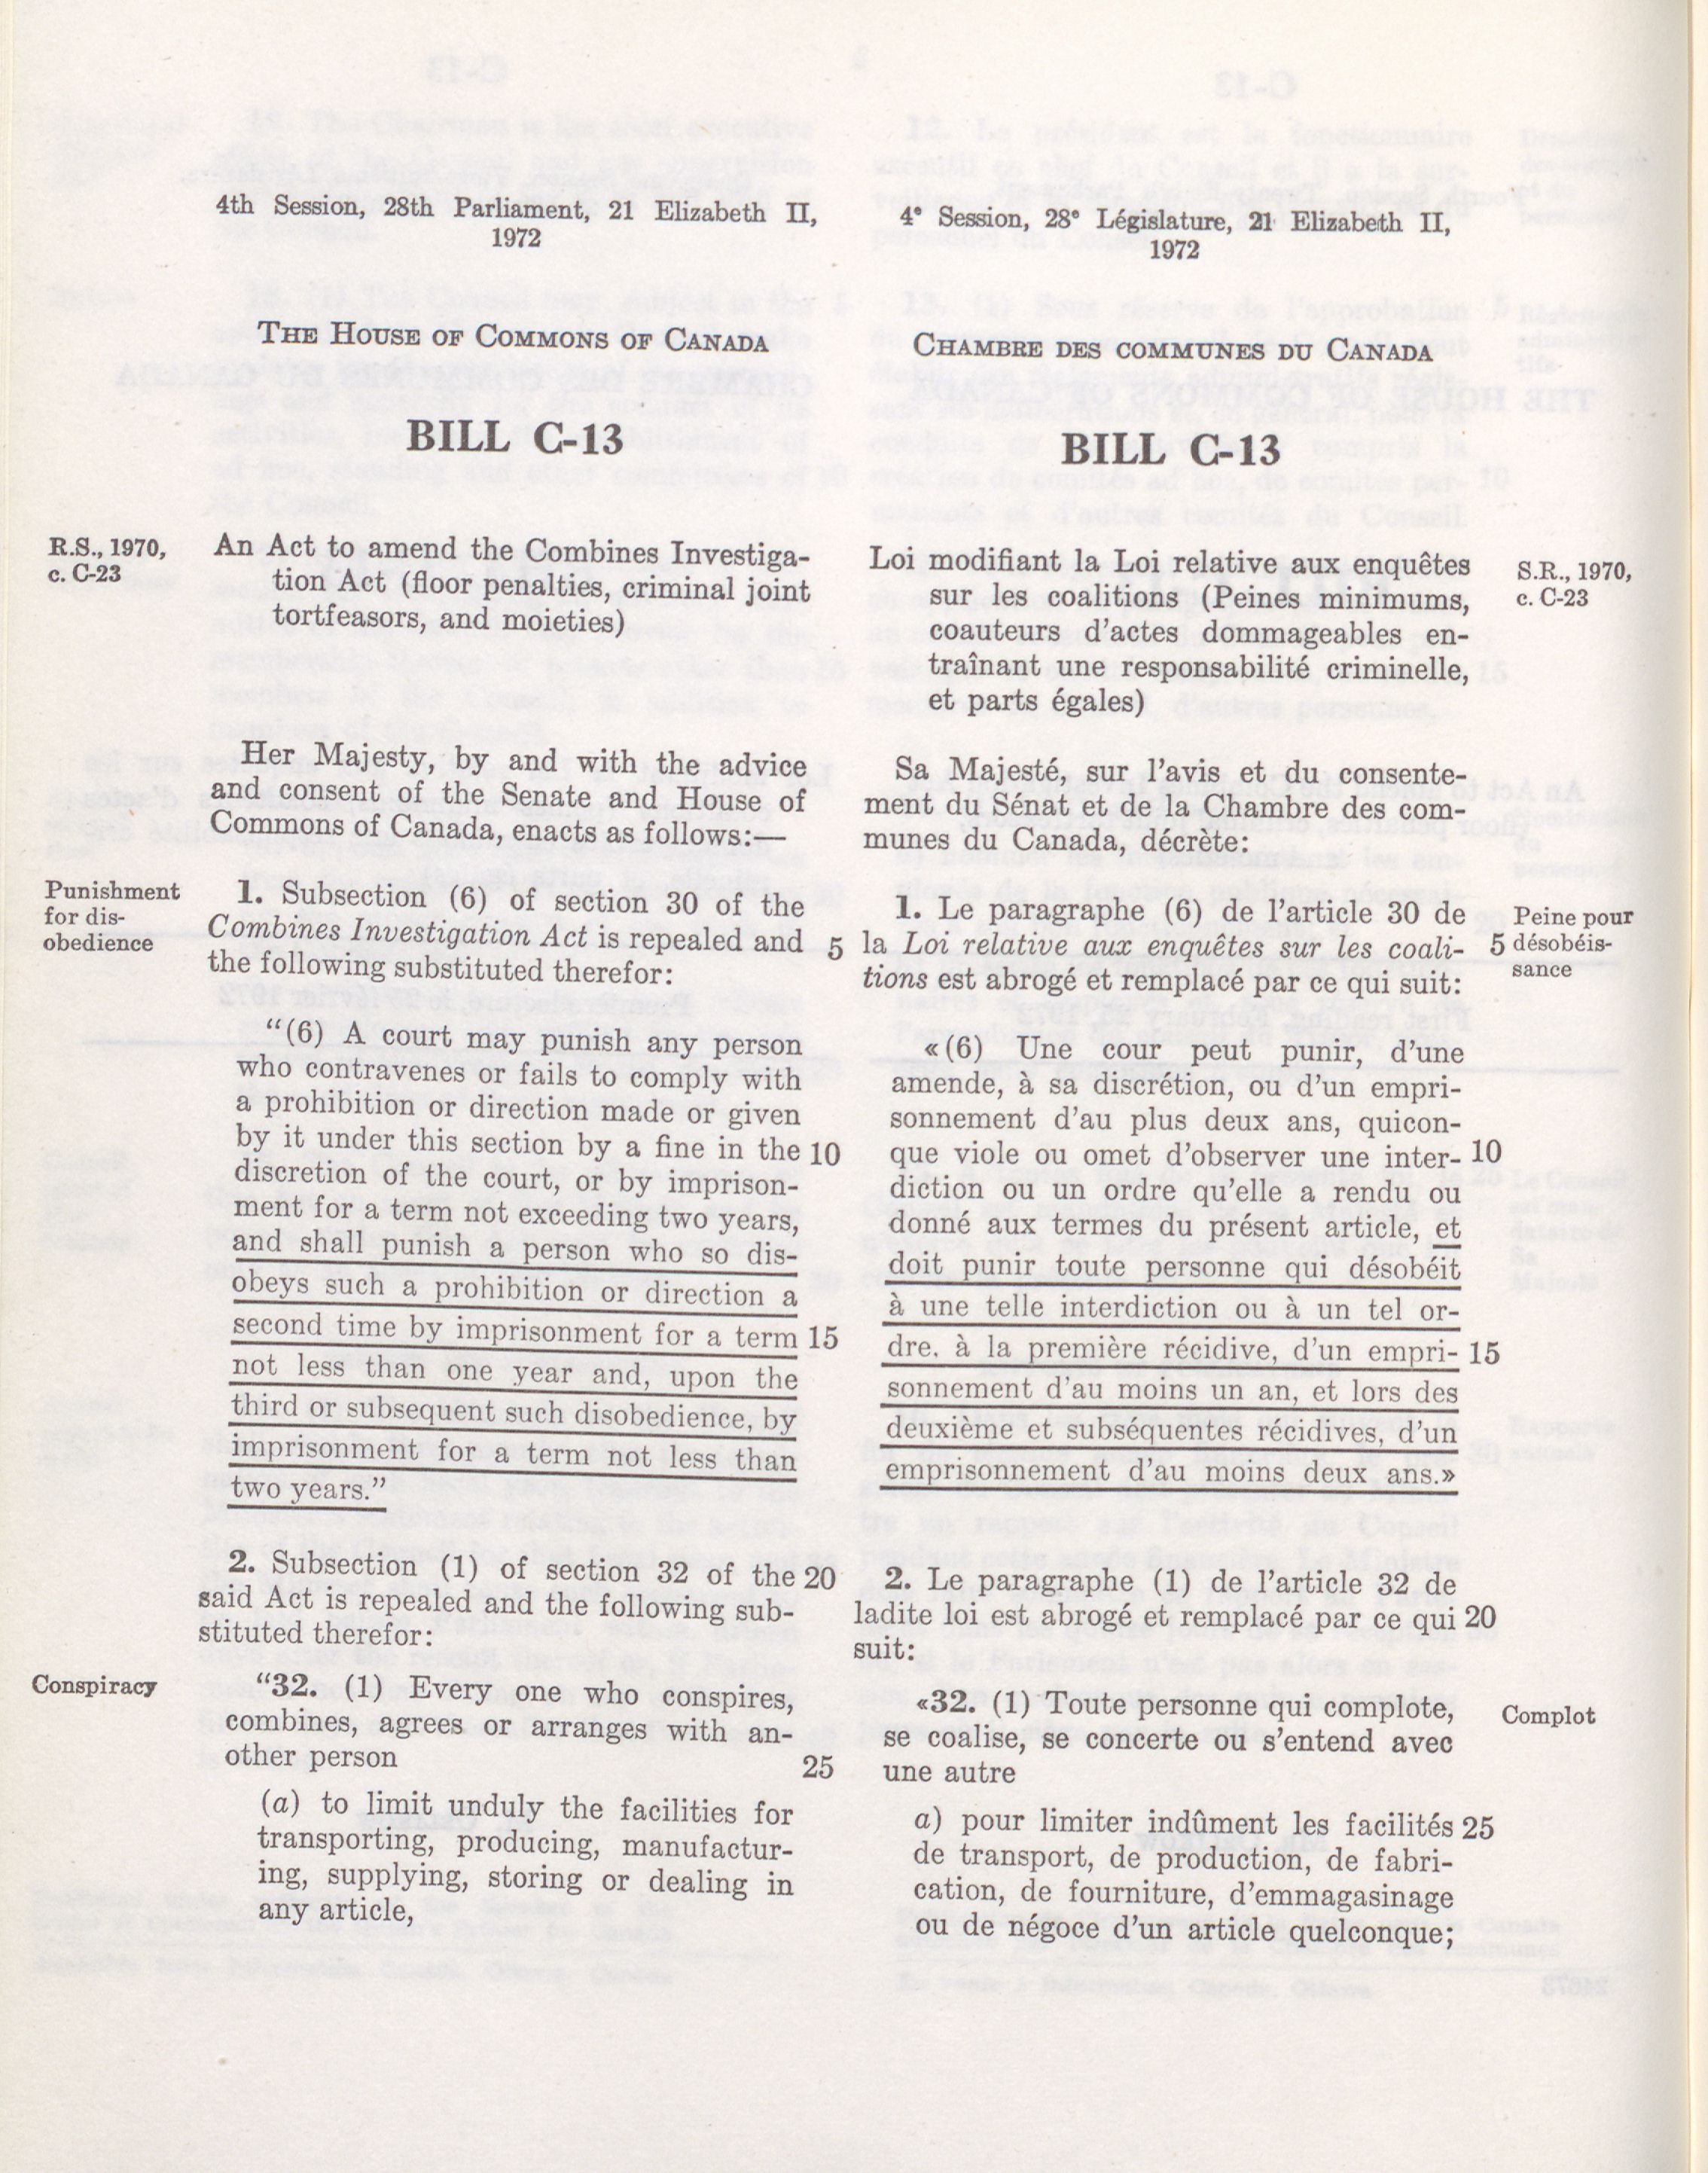 4th Session, 28th Parliament, 21 Elizabeth II,
1972
THE HOUSE OF COMMONS OF CANADA
BILL C-13
R.S., 1970,
c. C-23
An Act to amend the Combines Investiga-
tion Act (floor penalties, criminal joint
tortfeasors, and moieties)
Her Majesty, by and with the advice
and consent of the Senate and House of
Commons of Canada, enacts as follows:—
Punishment
for dis-
obedience
1. Subsection (6) of section 30 of the
Combines Investigation Act is repealed and 5
the following substituted therefor:
“(6) A court may punish any person
who contravenes or fails to comply with
a prohibition or direction made or given
by it under this section by a fine in the 10
discretion of the court, or by imprison-
ment for a term not exceeding two years,
and shall punish a person who so dis-
obeys such a prohibition or direction a
second time by imprisonment for a term 15
not less than one year and, upon the
third or subsequent such disobedience, by
imprisonment for a term not less than
two years.”
2. Subsection (1) of section 32 of the 20
said Act is repealed and the following sub-
stituted therefor:
Conspiracy
“32. (1) Every one who conspires,
combines, agrees or arranges with an-
other person 25
(a) to limit unduly the facilities for
transporting, producing, manufactur-
ing, supplying, storing or dealing in
any article,
4e Session, 28e Législature, 21 Elizabeth II,
1972
CHAMBRE DES COMMUNES DU CANADA
BILL C-13
Loi modifiant la Loi relative aux enquêtes
sur les coalitions (Peines minimums,
coauteurs d’actes dommageables en-
traînant une responsabilité criminelle,
et parts égales)
S.R., 1970,
c. C-23
Sa Majesté, sur l’avis et du consente-
ment du Sénat et de la Chambre des com-
munes du Canada, décrète:
1. Le paragraphe (6) de l’article 30 de
la Loi relative aux enquêtes sur les coali- 5
tions est abrogé et remplacé par ce qui suit:
Peine pour
désobéis-
sance
«(6) Une cour peut punir, d’une
amende, à sa discrétion, ou d’un empri-
sonnement d’au plus deux ans, quicon-
que viole ou omet d’observer une inter- 10
diction ou un ordre qu’elle a rendu ou
donné aux termes du présent article, et
doit punir toute personne qui désobéit
à une telle interdiction ou à un tel or-
dre, à la première récidive, d’un empri- 15
sonnement d’au moins un an, et lors des
deuxième et subséquentes récidives, d’un
emprisonnement d’au moins deux ans.»
2. Le paragraphe (1) de l’article 32 de
ladite loi est abrogé et remplacé par ce qui 20
suit:
«32. (1) Toute personne qui complote,
se coalise, se concerte ou s’entend avec
une autre
Complot
a) pour limiter indûment les facilités 25
de transport, de production, de fabri-
cation, de fourniture, d’emmagasinage
ou de négoce d’un article quelconque;